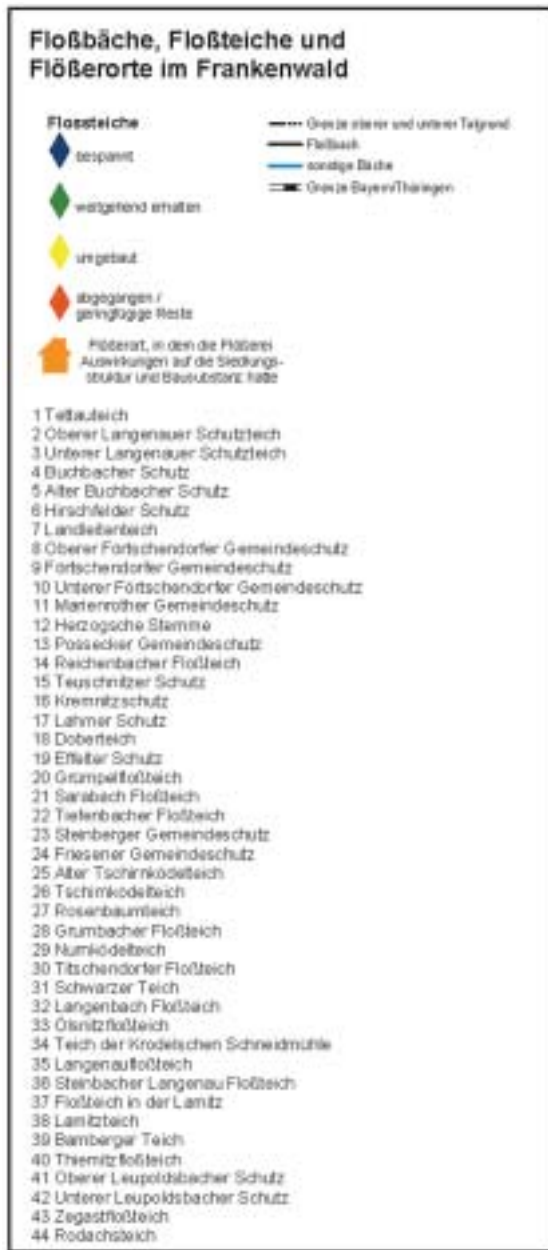 Floßbäche, Floßteiche und
Flößerorte im Frankenwald
Flossteiche
bespannt
weitgehend erhalten
umgebaut
abgegangen /
geringfügige Reste
Flößerort, in dem die Flößerei
Auswirkungen auf die Siedlungs-
struktur und Bausubstanz hatte
Grenze oberer und unterer Talgrund
Floßbach
sonstige Bäche
Grenze Bayern/Thüringen
1 Tettauteich
2 Oberer Langenauer Schutzteich
3 Unterer Langenauer Schutzteich
4 Buchbacher Schutz
5 Alter Buchbacher Schutz
6 Hirschfelder Schutz
7 Landleitenteich
8 Oberer Förtschendorfer Gemeindeschutz
9 Förtschendorfer Gemeindeschutz
10 Unterer Förtschendorfer Gemeindeschutz
11 Marienrother Gemeindeschutz
12 Herzogsche Stemme
13 Possecker Gemeindeschutz
14 Reichenbacher Floßteich
15 Teuschnitzer Schutz
16 Kremnitzschutz
17 Lahmer Schutz
18 Doberteich
19 Effelter Schutz
20 Grümpelfloßteich
21 Sarabach Floßteich
22 Tiefenbacher Floßteich
23 Steinberger Gemeindeschutz
24 Friesener Gemeindeschutz
25 Alter Tschirnködelteich
26 Tschirnködelteich
27 Rosenbaumteich
28 Grumbacher Floßteich
29 Nurnködelteich
30 Titschendorfer Floßteich
31 Schwarzer Teich
32 Langenbach Floßteich
33 Ölsnitzfloßteich
34 Teich der Krödelschen Schneidmühle
35 Langenaufloßteich
36 Steinbacher Langenau Floßteich
37 Floßteich in der Lamitz
38 Lamitzteich
39 Bamberger Teich
40 Thiemitzfloßteich
41 Oberer Leupoldsbacher Schutz
42 Unterer Leupoldsbacher Schutz
43 Zegastfloßteich
44 Rodachsteich